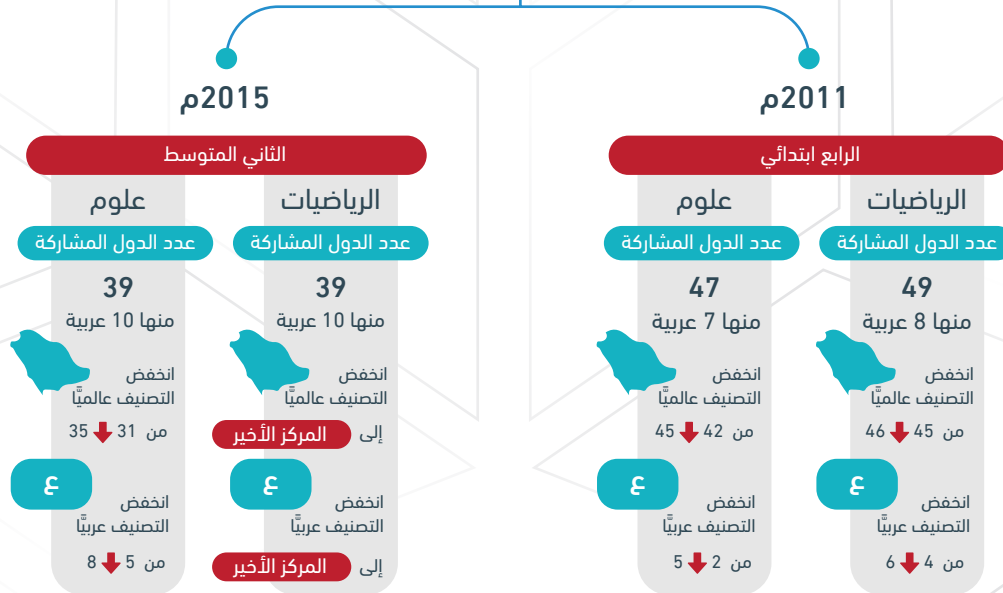 2011م
الرابع ابتدائي
الرياضيات
عدد الدول المشاركة
49
منها 8 عربية
انخفض
التصنيف عالميًّا
من 45 46
ع
انخفض
التصنيف عربيًّا
من 4 6
علوم
عدد الدول المشاركة
47
منها 7 عربية
انخفض
التصنيف عالميًّا
من 42 45
ع
انخفض
التصنيف عربيًّا
من 2 5
2015م
الثاني المتوسط
الرياضيات
عدد الدول المشاركة
39
منها 10 عربية
انخفض
التصنيف عالميًّا
إلى المركز الأخير
ع
انخفض
التصنيف عربيًّا
إلى المركز الأخير
علوم
عدد الدول المشاركة
39
منها 10 عربية
انخفض
التصنيف عالميًّا
من 31 35
ع
انخفض
التصنيف عربيًّا
من 5 8